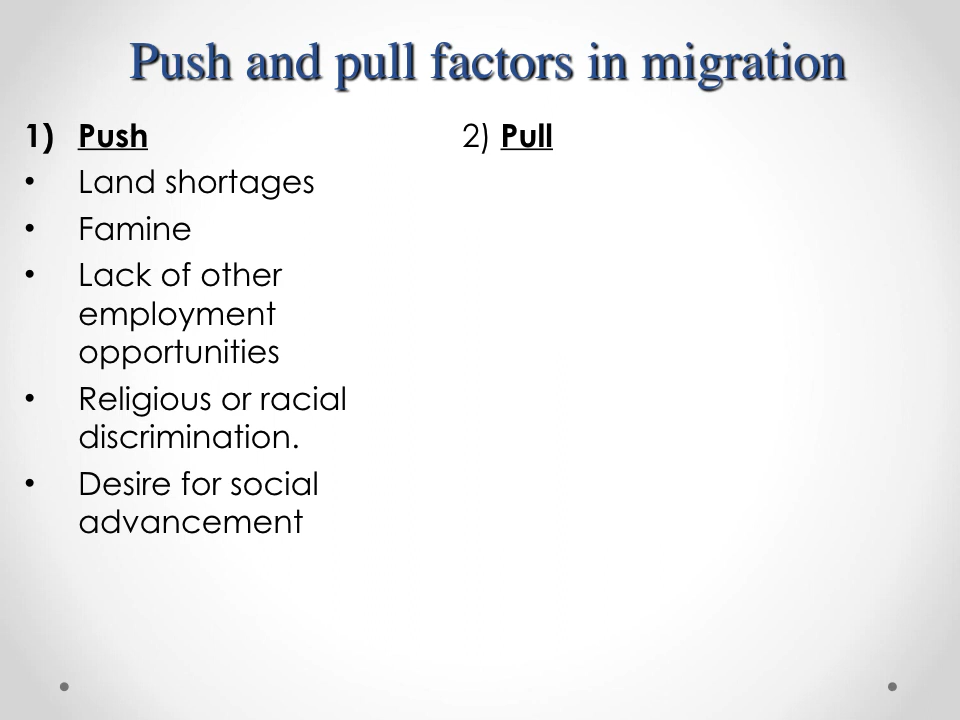 Push and pull factors in migration
1) Push
• Land shortages
• Famine
• Lack of other
employment
opportunities
• Religious or racial
discrimination.
• Desire for social
advancement
2) Pull